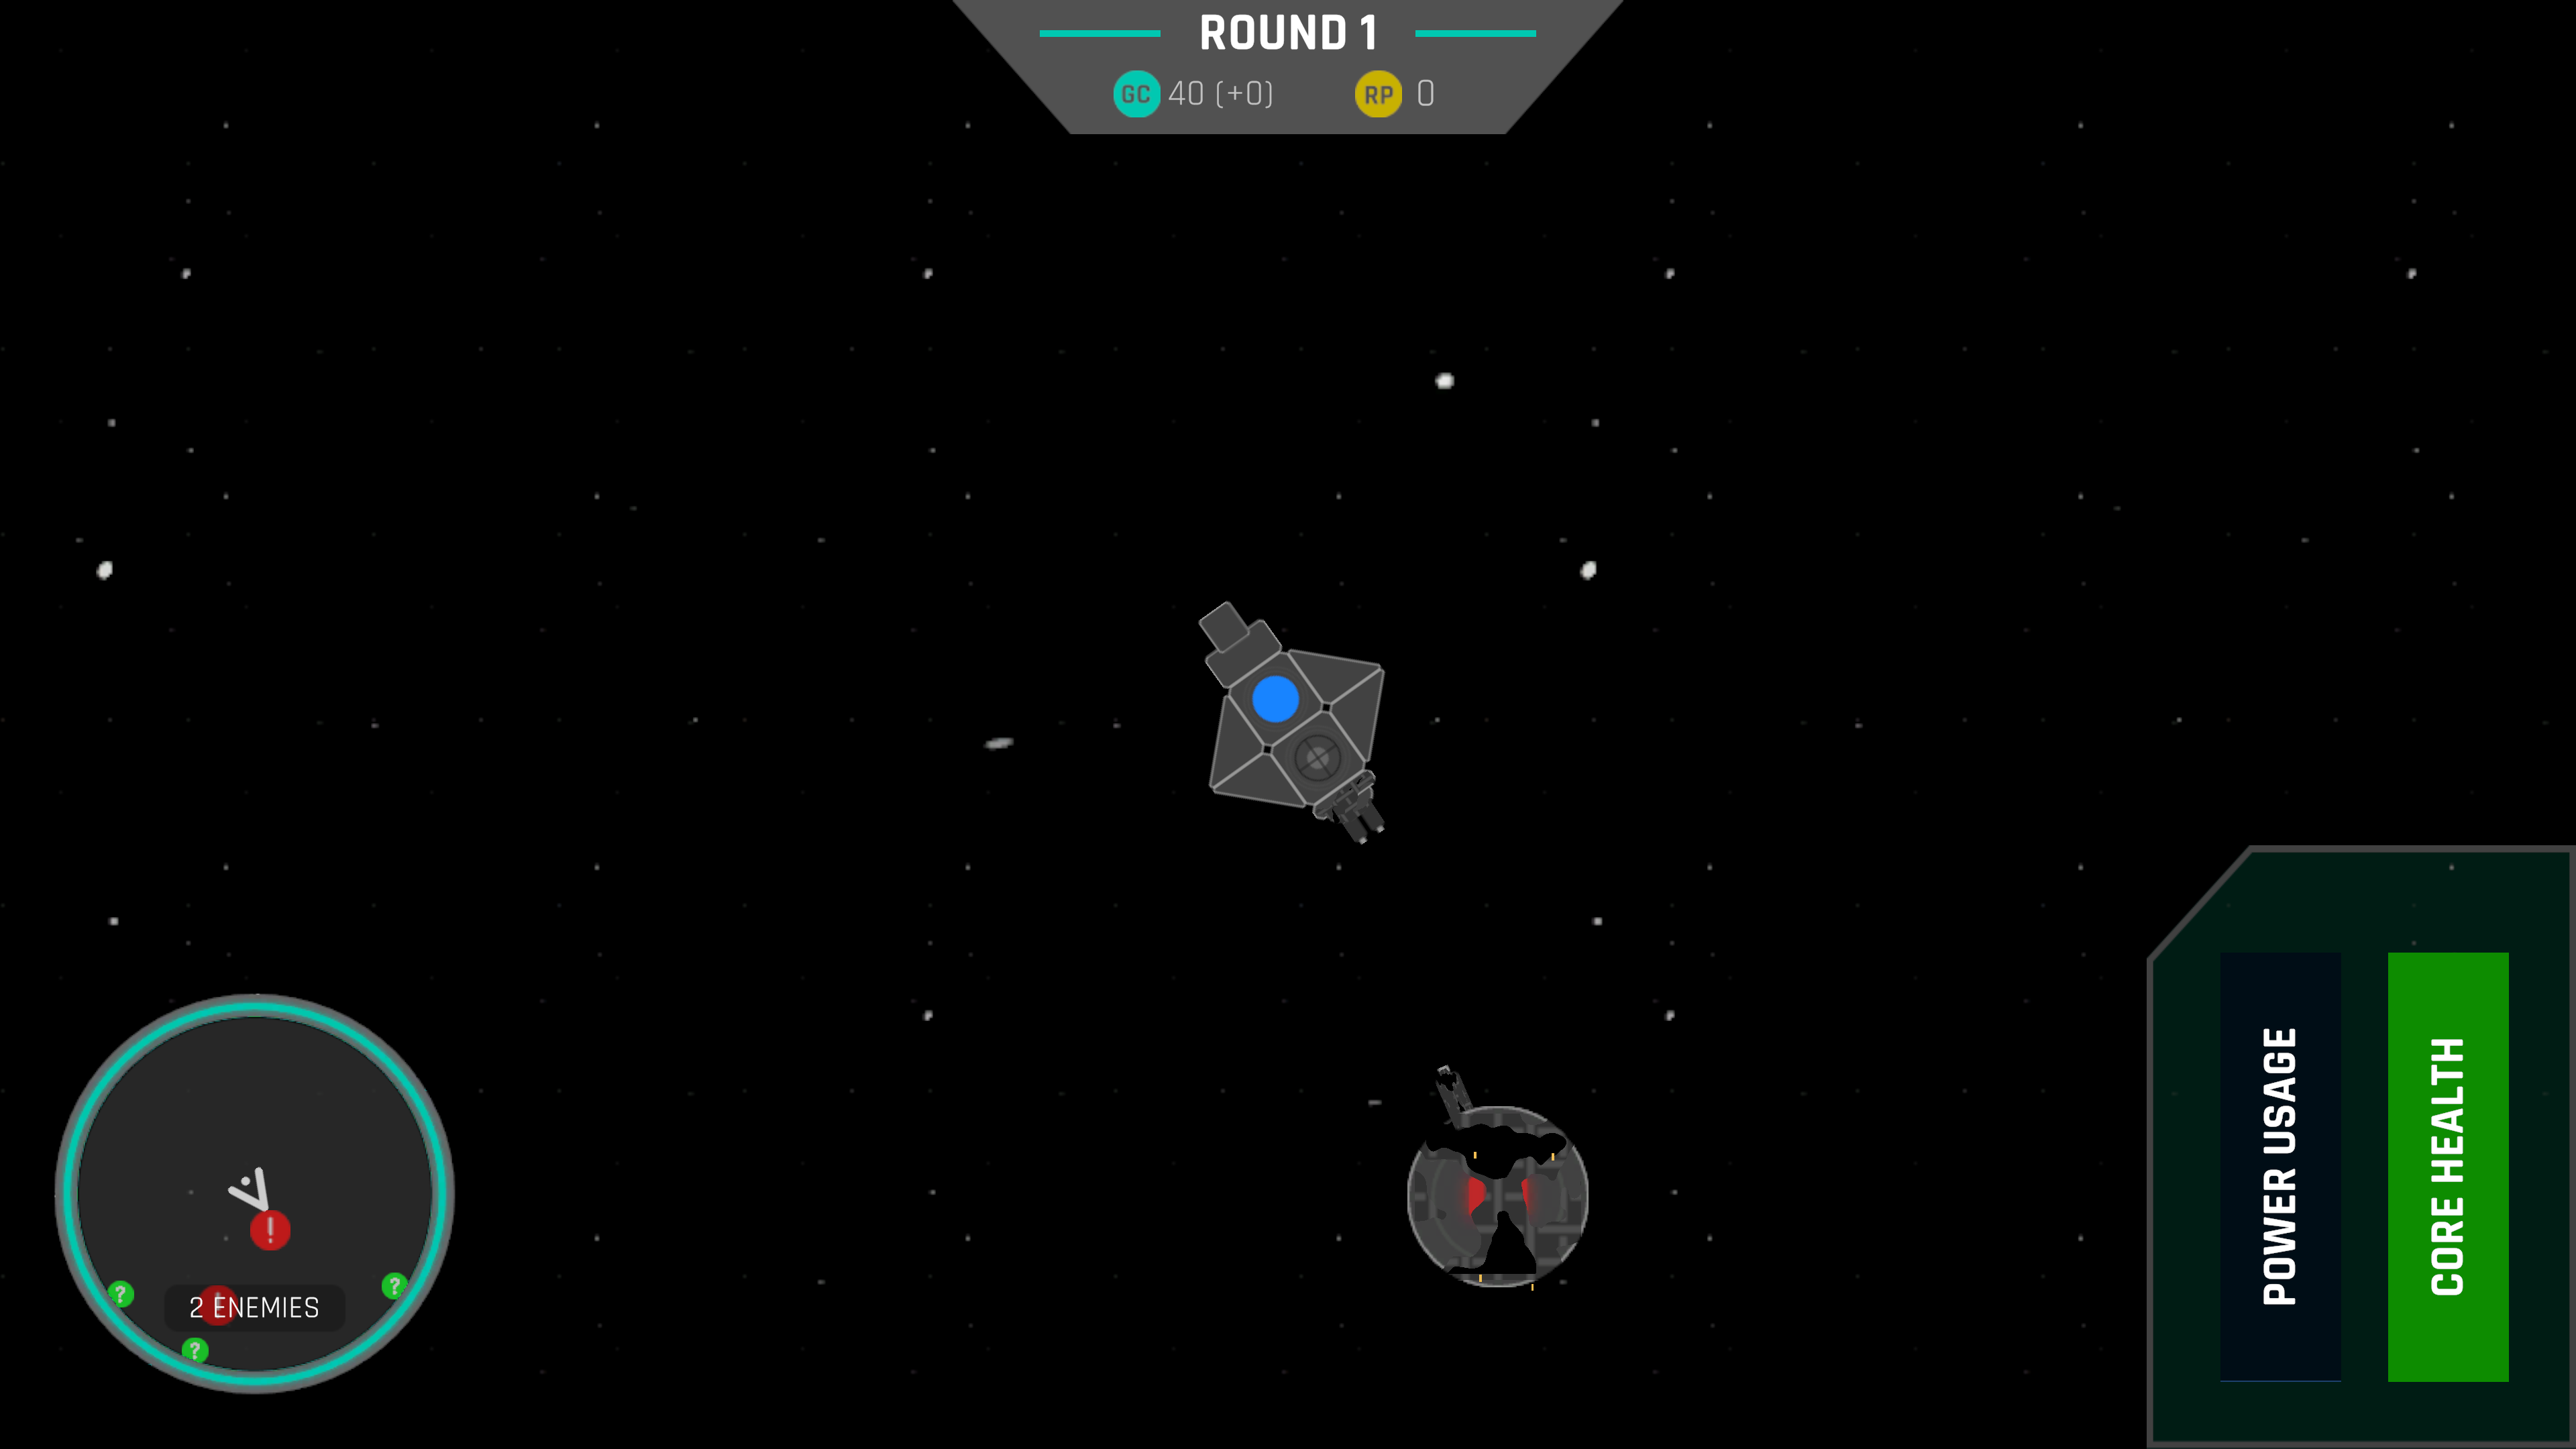 ROUND 1
GC 40 (+0) RP 0
!
? ?
2 ENEMIES
?
POWER USAGE
CORE HEALTH